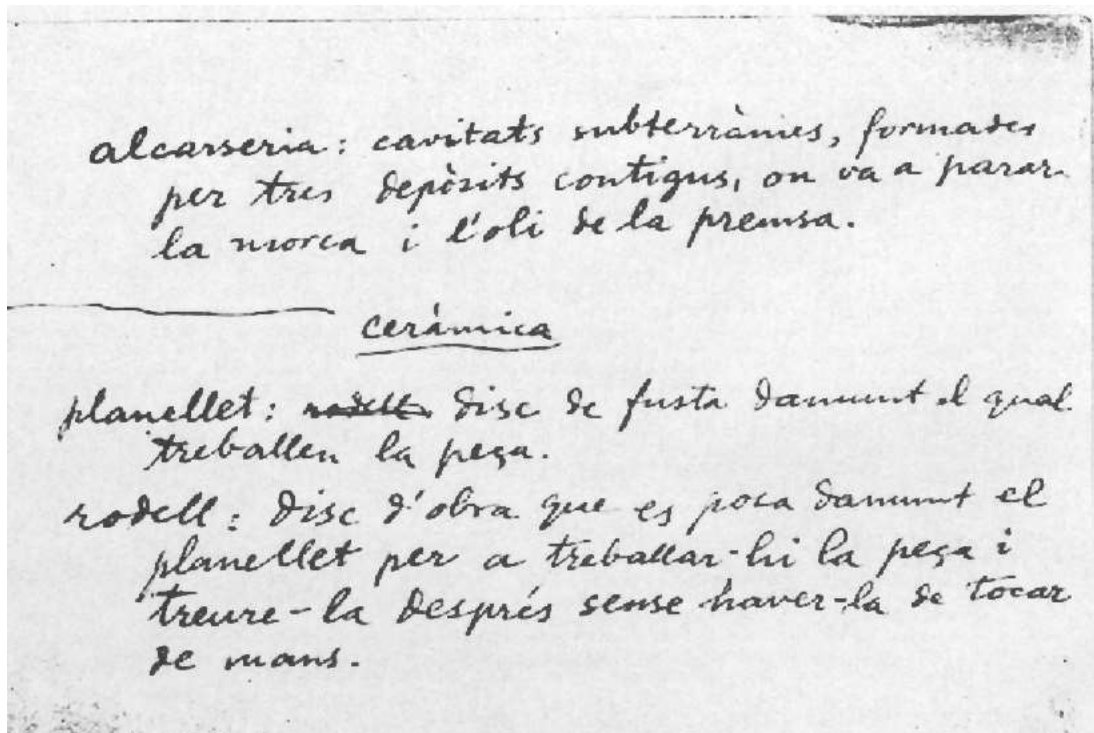 alcarseria: cavitats subterrànies, formades
per tres depòsits contigus, on va a parar
la morca i l'oli de la premsa.
ceràmica
planellet: rodell disc de fusta damunt el qual
treballen la peça.
rodell: disc d'obra que es posa damunt el
planellet per a treballar-hi la peça i
treure-la després sense haver-la de tocar
de mans.